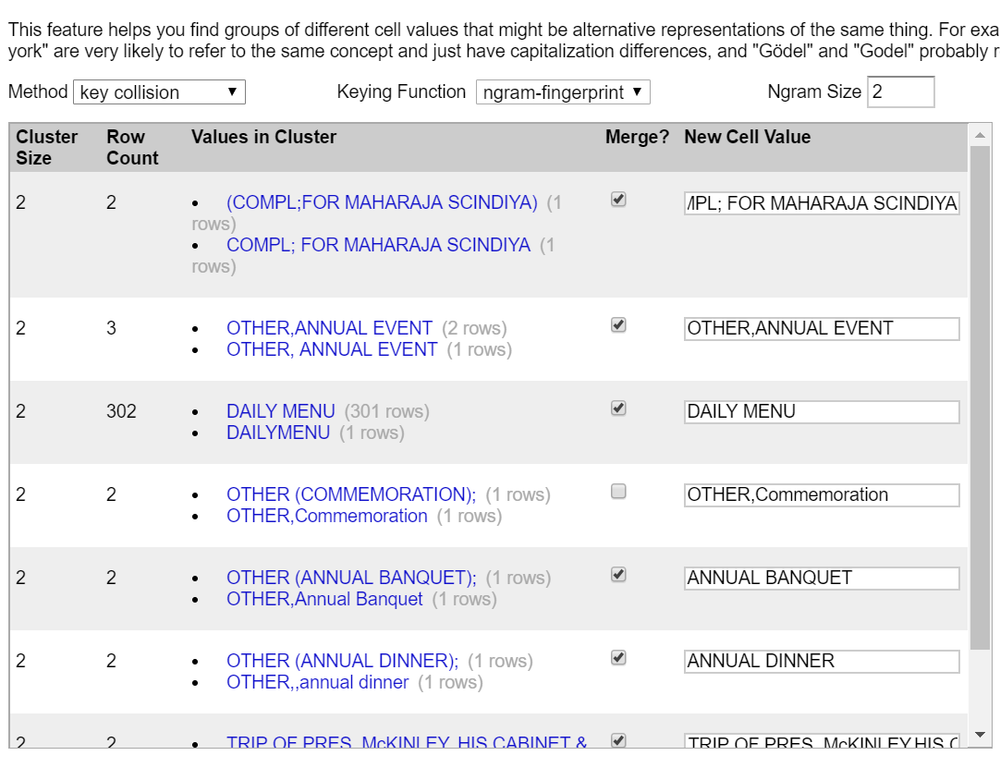 This feature helps you find groups of different cell values that might be alternative representations of the same thing. For exa
york" are very likely to refer to the same concept and just have capitalization differences, and "Gödel" and "Godel" probably r
Method key collision Keying Function ngram-fingerprint Ngram Size 2
Cluster Size Row Count Values in Cluster Merge? New Cell Value
2 2 • (COMPL;FOR MAHARAJA SCINDIYA) (1 MPL; FOR MAHARAJA SCINDIYA
rows)
• COMPL; FOR MAHARAJA SCINDIYA (1
rows)
2 3 • OTHER,ANNUAL EVENT (2 rows) OTHER,ANNUAL EVENT
• OTHER, ANNUAL EVENT (1 rows)
2 302 • DAILY MENU (301 rows) DAILY MENU
• DAILYMENU (1 rows)
2 2 • OTHER (COMMEMORATION); (1 rows) OTHER,Commemoration
• OTHER,Commemoration (1 rows)
2 2 • OTHER (ANNUAL BANQUET); (1 rows) ANNUAL BANQUET
• OTHER,Annual Banquet (1 rows)
2 2 • OTHER (ANNUAL DINNER); (1 rows) ANNUAL DINNER
• OTHER,,annual dinner (1 rows)
2 2 • TRIP OF PRES. McKINLEY, HIS CABINET & TRIP OF PRES. McKINLEY,HIS C